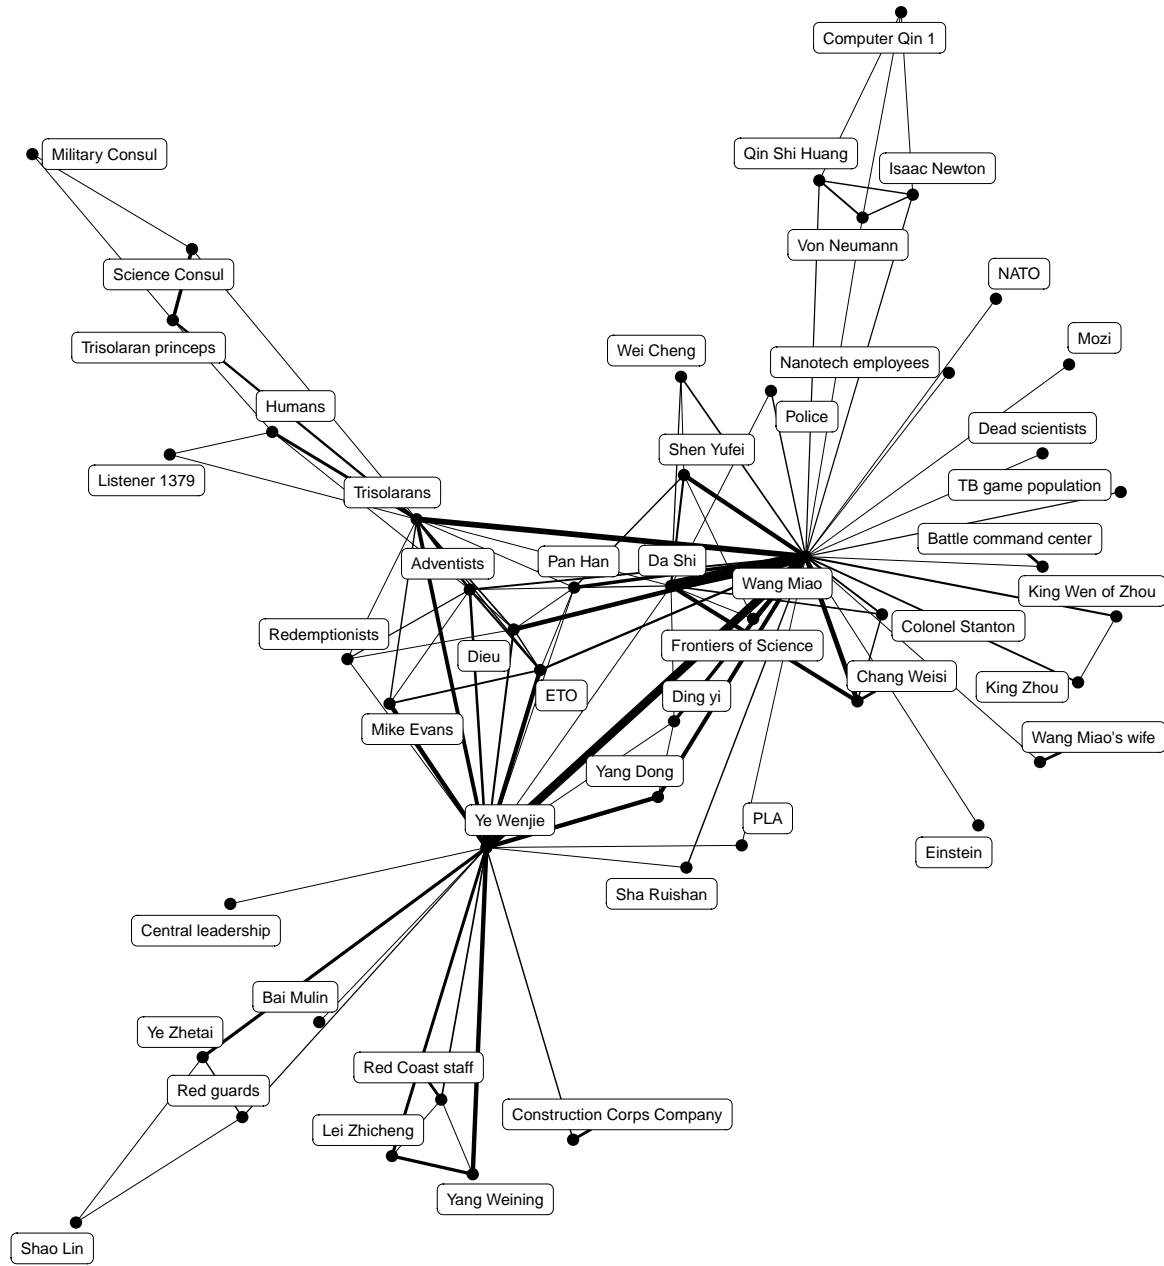 Computer Qin 1
Military Consul
Qin Shi Huang
Isaac Newton
Von Neumann
Science Consul
NATO
Trisolaran princeps
Wei Cheng
Mozi
Nanotech employees
Humans
Police
Dead scientists
Shen Yufei
Listener 1379
Trisolarans
TB game population
Battle command center
Adventists
Pan Han
Da Shi
Wang Miao
King Wen of Zhou
Redemptionists
Colonel Stanton
Dieu
Frontiers of Science
Chang Weisi
King Zhou
ETO
Ding yi
Mike Evans
Wang Miao's wife
Yang Dong
Ye Wenjie
PLA
Einstein
Sha Ruishan
Central leadership
Bai Mulin
Ye Zhetai
Red Coast staff
Red guards
Construction Corps Company
Lei Zhicheng
Yang Weining
Shao Lin